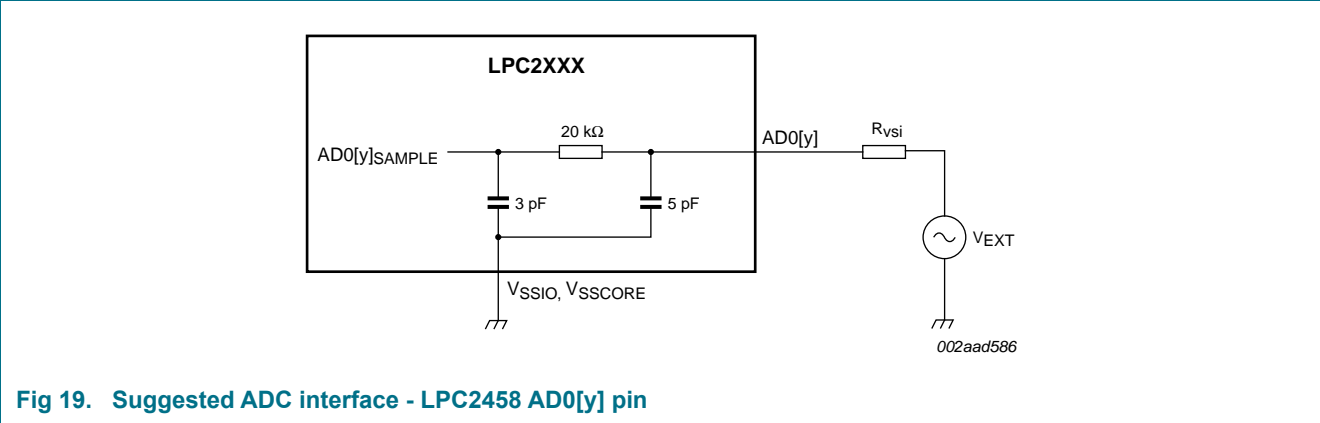 LPC2XXX
20 kΩ
AD0[y]
Rvsi
AD0[y]SAMPLE
3 pF
5 pF
VEXT
VSSIO, VSSCORE
002aad586
Fig 19. Suggested ADC interface - LPC2458 AD0[y] pin